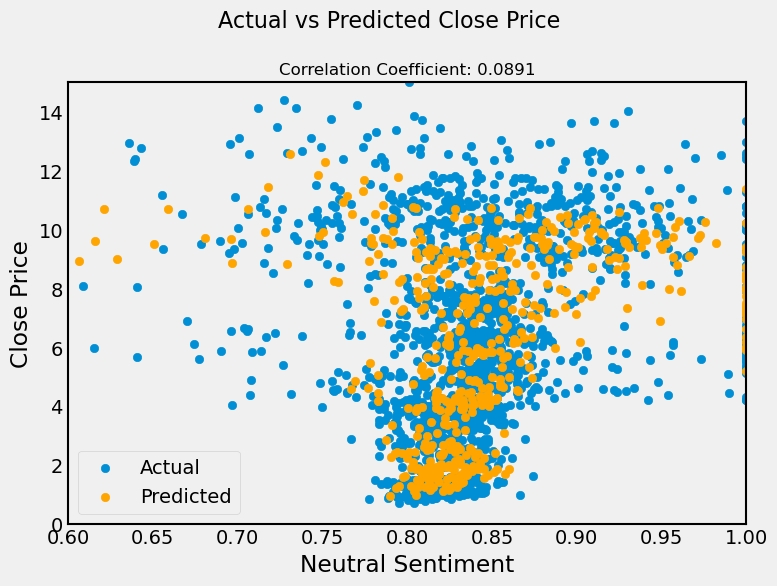 Actual vs Predicted Close Price
Correlation Coefficient: 0.0891
Close Price
14
12
10
8
6
4
2
0
Actual
Predicted
0.60 0.65 0.70 0.75 0.80 0.85 0.90 0.95 1.00
Neutral Sentiment